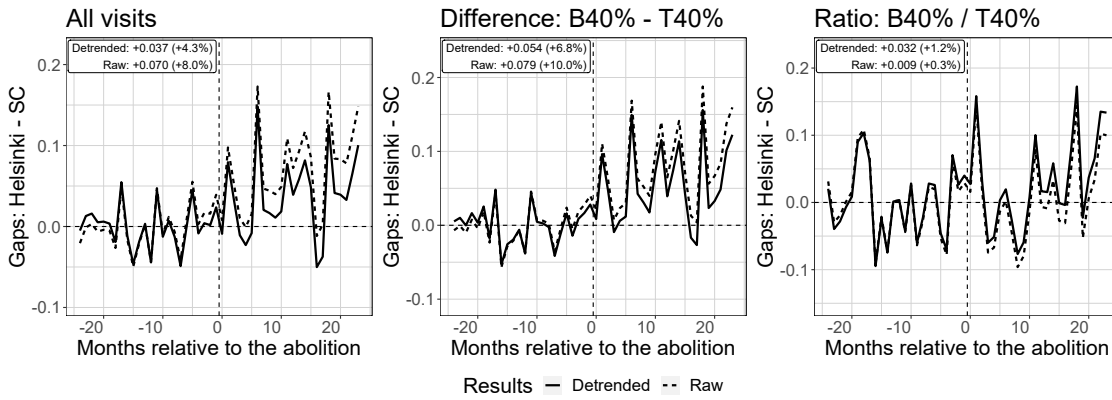 All visits
Detrended: +0.037 (+4.3%)
Raw: +0.070 (+8.0%)
Gaps: Helsinki - SC
0.2
0.1
0.0
-0.1
-20 -10 0 10 20
Months relative to the abolition
Difference: B40% - T40%
Detrended: +0.054 (+6.8%)
Raw: +0.079 (+10.0%)
Gaps: Helsinki - SC
0.2
0.1
0.0
-0.1
-20 -10 0 10 20
Months relative to the abolition
Ratio: B40% / T40%
Detrended: +0.032 (+1.2%)
Raw: +0.009 (+0.3%)
Gaps: Helsinki - SC
0.2
0.1
0.0
-0.1
-20 -10 0 10 20
Months relative to the abolition
Results Detrended Raw